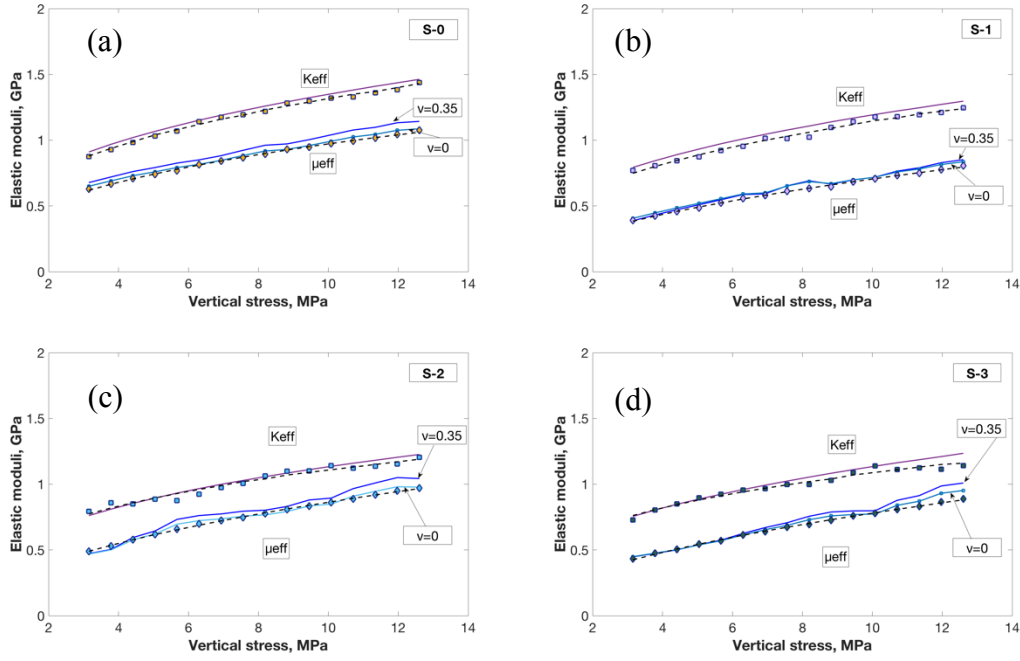 (a)
S-0
2
1.5
1
0.5
0
Elastic moduli, GPa
Keff
ν=0.35
ν=0
μeff
2 4 6 8 10 12 14
Vertical stress, MPa
(b)
S-1
2
1.5
1
0.5
0
Elastic moduli, GPa
Keff
ν=0.35
ν=0
μeff
2 4 6 8 10 12 14
Vertical stress, MPa
(c)
S-2
2
1.5
1
0.5
0
Elastic moduli, GPa
Keff
ν=0.35
ν=0
μeff
2 4 6 8 10 12 14
Vertical stress, MPa
(d)
S-3
2
1.5
1
0.5
0
Elastic moduli, GPa
Keff
ν=0.35
ν=0
μeff
2 4 6 8 10 12 14
Vertical stress, MPa